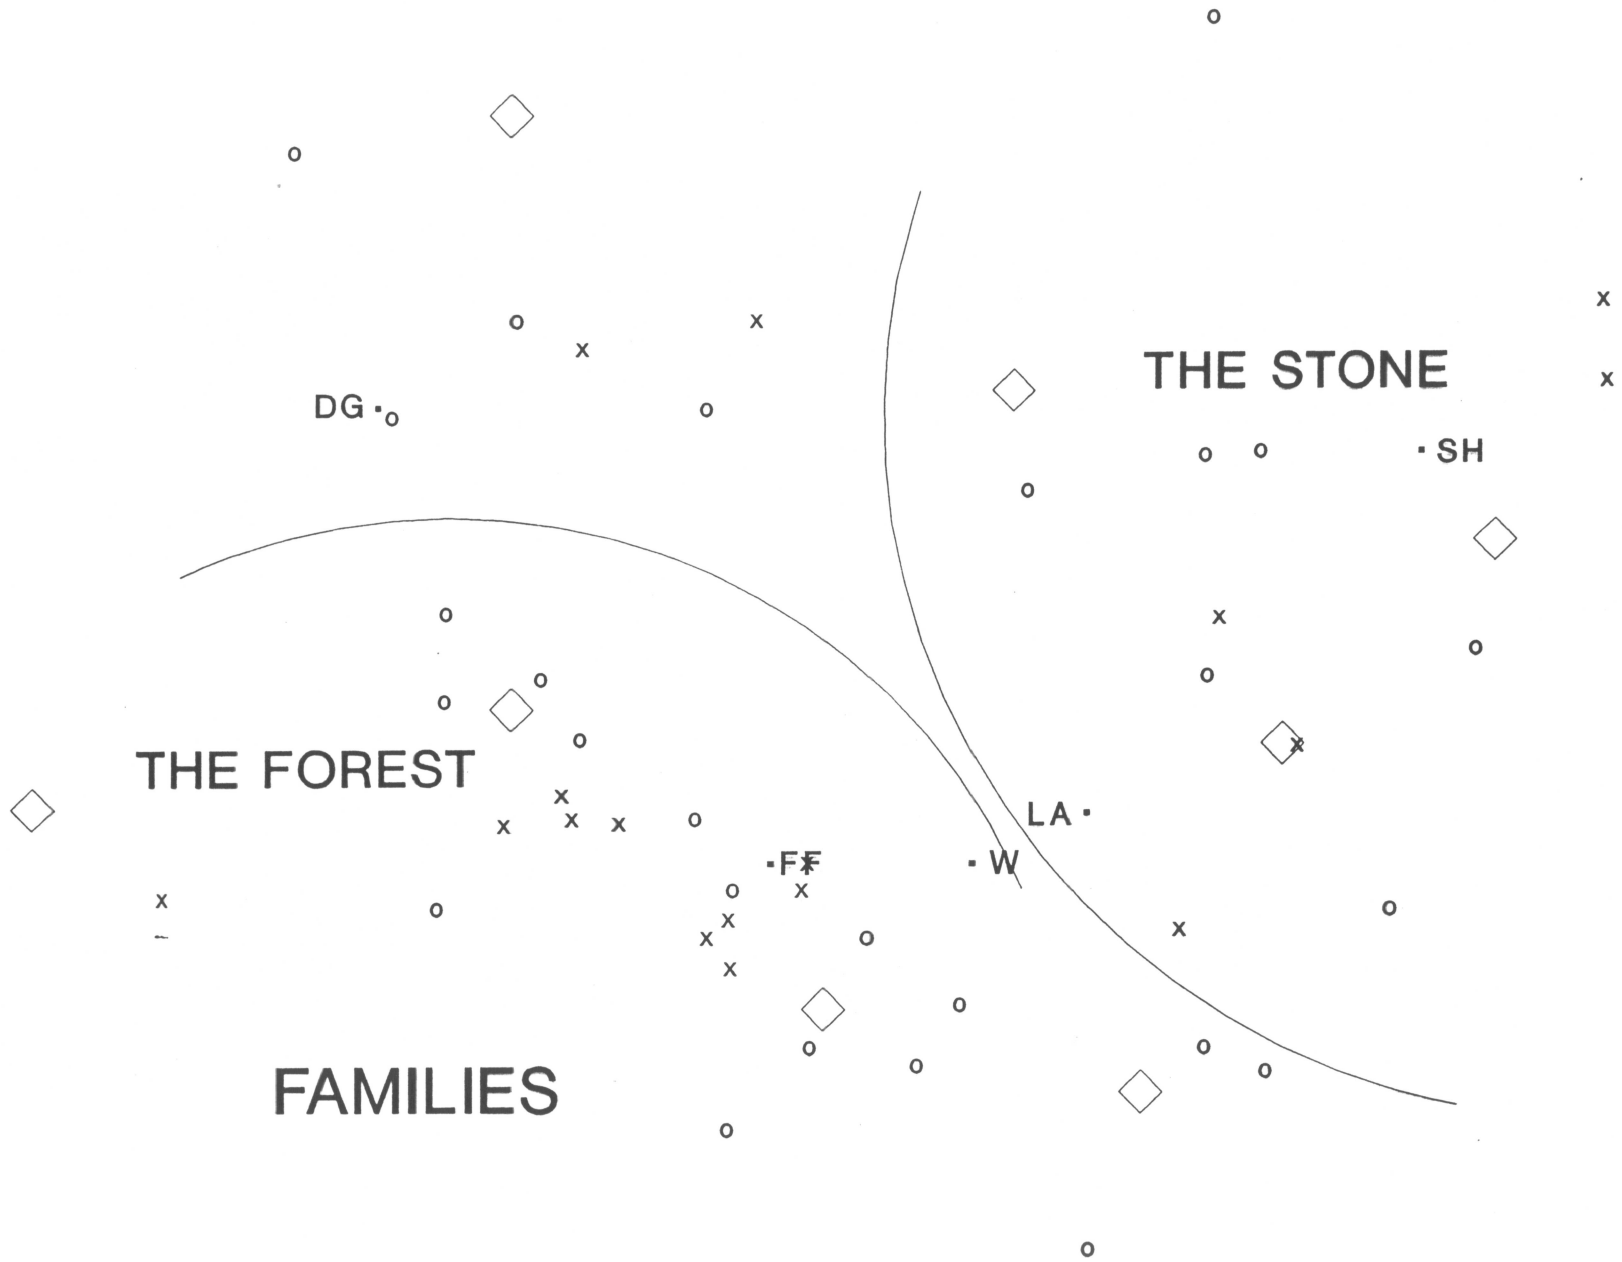 THE STONE
DG
SH
THE FOREST
LA
FF
W
FAMILIES